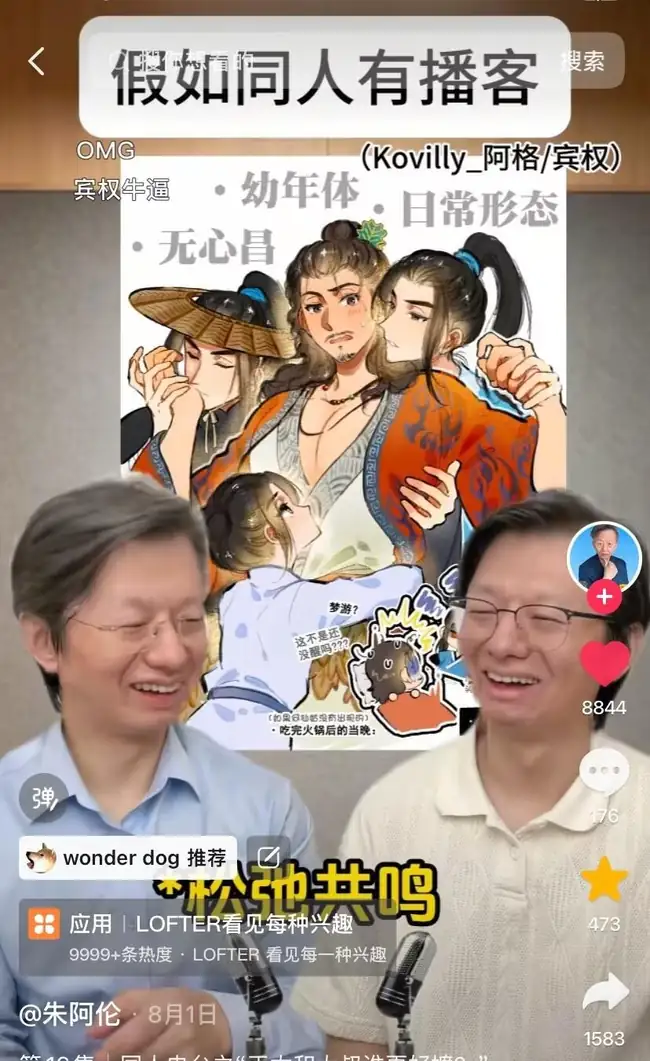 搜你想看的
搜索
假如同人有播客
OMG
(Kovilly_阿格/宾权)
宾权牛逼
·幼年体
·日常形态
·无心昌
梦游?
这不是还
没醒吗???
·吃完火锅后的当晚:
8844
弹
176
wonder dog 推荐
*松弛共鸣
应用 | LOFTER看见每种兴趣
9999+条热度 · LOFTER 看见每一种兴趣
473
@朱阿伦 · 8月1日
1583